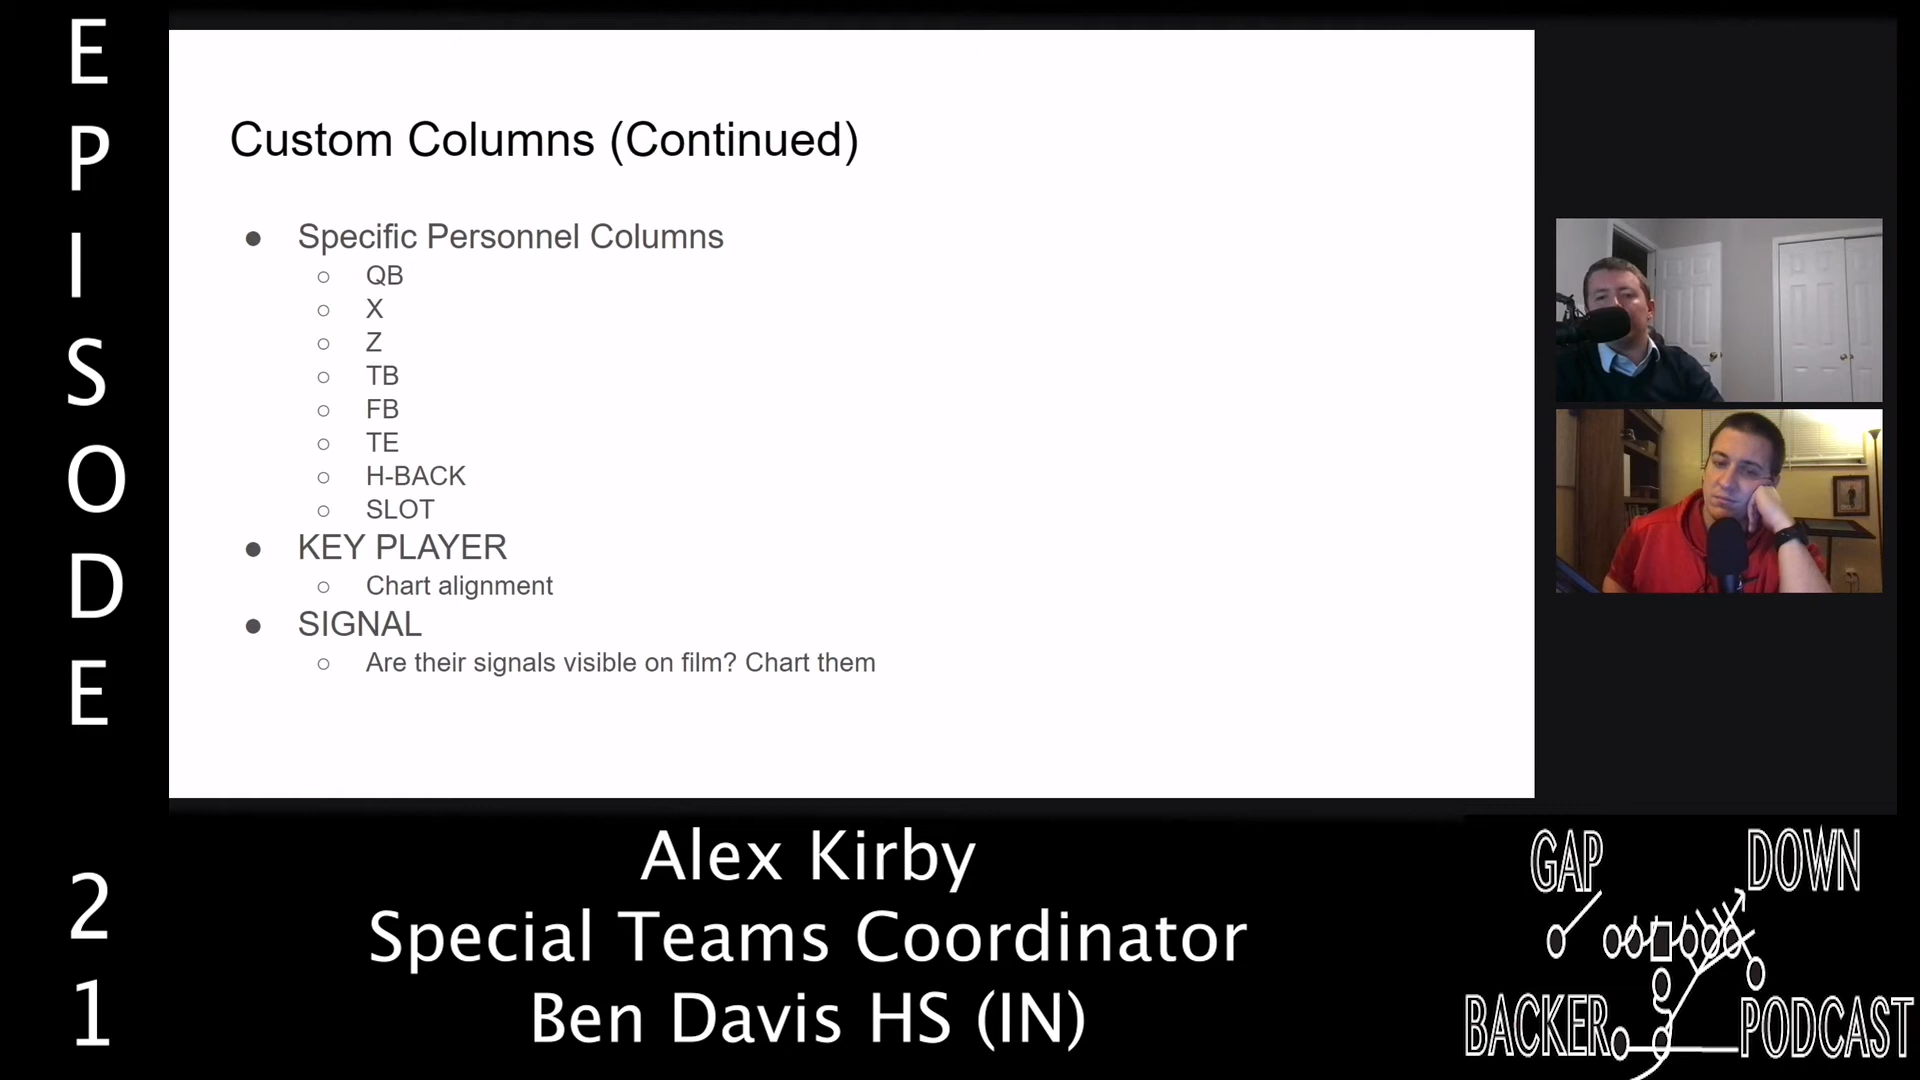 EPISODE 21
Custom Columns (Continued)
● Specific Personnel Columns
○ QB
○ X
○ Z
○ TB
○ FB
○ TE
○ H-BACK
○ SLOT
● KEY PLAYER
○ Chart alignment
● SIGNAL
○ Are their signals visible on film? Chart them
Alex Kirby
Special Teams Coordinator
Ben Davis HS (IN)
GAP DOWN
BACKER PODCAST